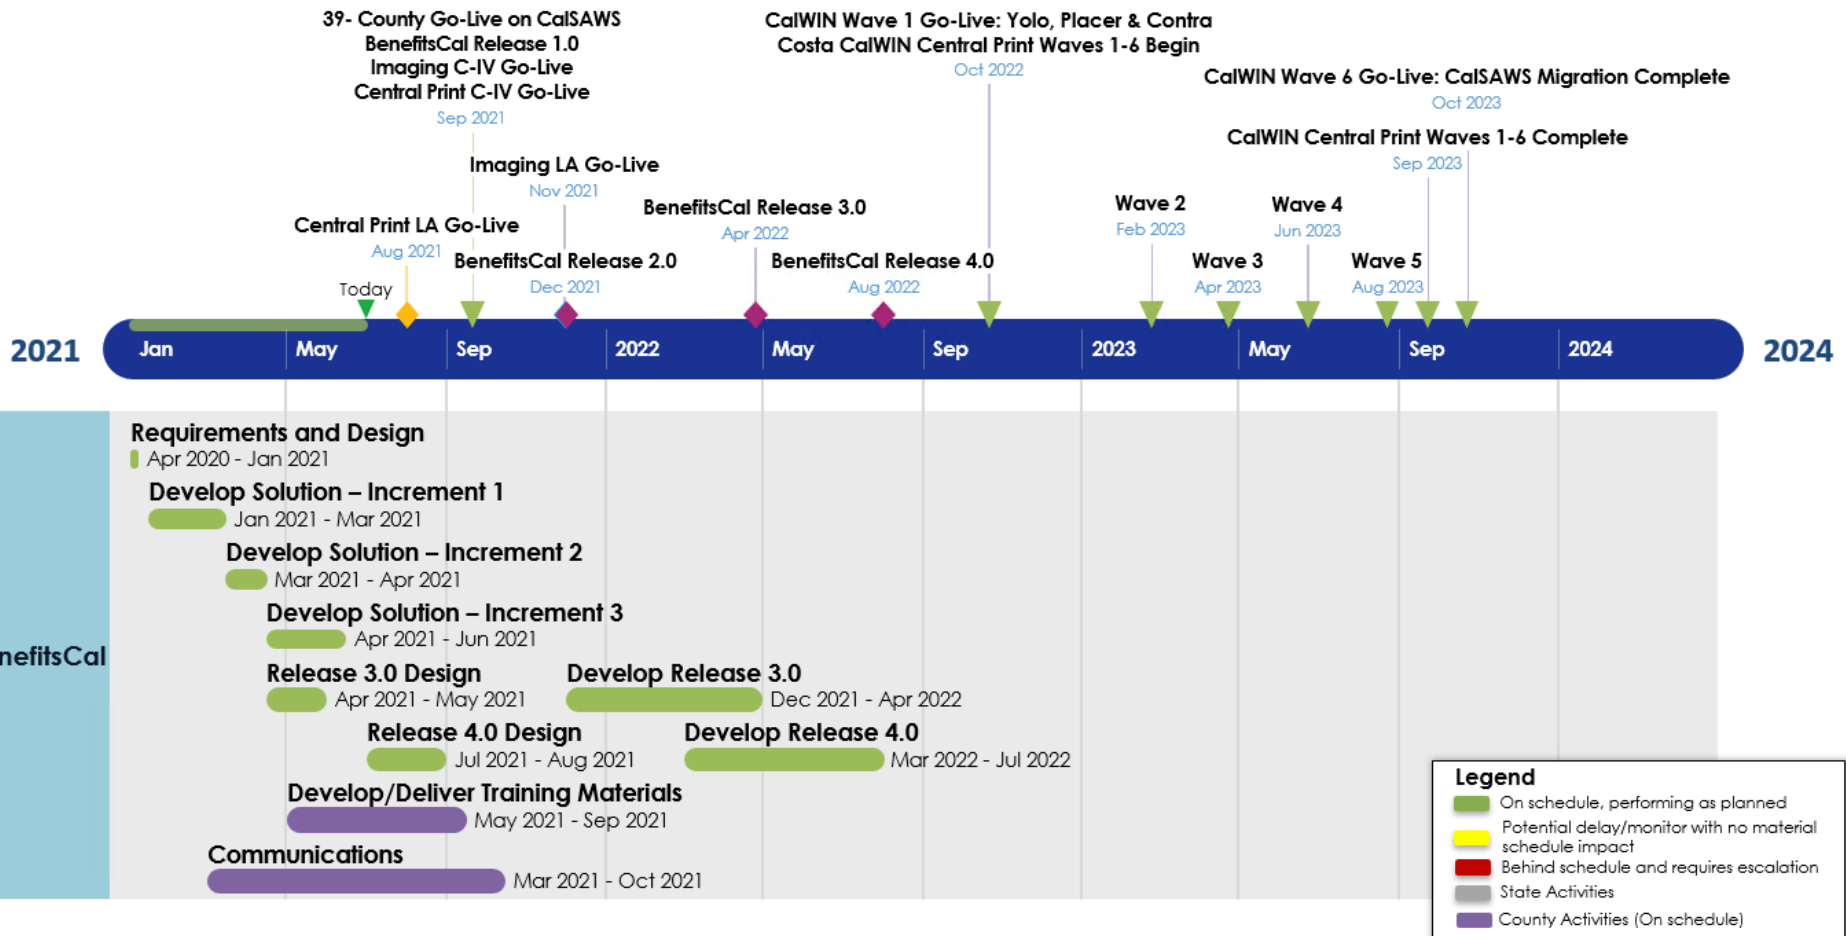 39- County Go-Live on CalSAWS
BenefitsCal Release 1.0
Imaging C-IV Go-Live
Central Print C-IV Go-Live
Sep 2021
CalWIN Wave 1 Go-Live: Yolo, Placer & Contra
Costa CalWIN Central Print Waves 1-6 Begin
Oct 2022
CalWIN Wave 6 Go-Live: CalSAWS Migration Complete
Oct 2023
CalWIN Central Print Waves 1-6 Complete
Sep 2023
Imaging LA Go-Live
Nov 2021
BenefitsCal Release 3.0
Apr 2022
Wave 2
Feb 2023
Wave 4
Jun 2023
Central Print LA Go-Live
Aug 2021
BenefitsCal Release 2.0
Dec 2021
BenefitsCal Release 4.0
Aug 2022
Wave 3
Apr 2023
Wave 5
Aug 2023
Today
2021
Jan
May
Sep
2022
May
Sep
2023
May
Sep
2024
2024
nefitsCal
Requirements and Design
Apr 2020 - Jan 2021
Develop Solution – Increment 1
Jan 2021 - Mar 2021
Develop Solution – Increment 2
Mar 2021 - Apr 2021
Develop Solution – Increment 3
Apr 2021 - Jun 2021
Release 3.0 Design
Apr 2021 - May 2021
Develop Release 3.0
Dec 2021 - Apr 2022
Release 4.0 Design
Jul 2021 - Aug 2021
Develop Release 4.0
Mar 2022 - Jul 2022
Develop/Deliver Training Materials
May 2021 - Sep 2021
Communications
Mar 2021 - Oct 2021
Legend
On schedule, performing as planned
Potential delay/monitor with no material
schedule impact
Behind schedule and requires escalation
State Activities
County Activities (On schedule)